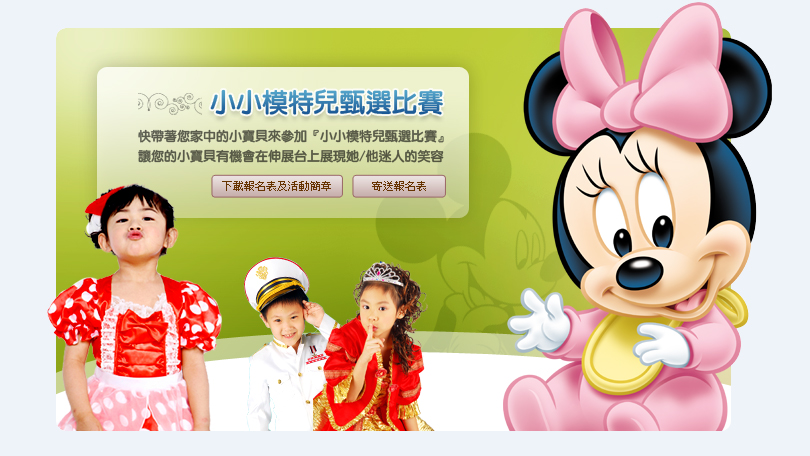 小小模特兒甄選比賽
快帶著您家中的小寶貝來參加『小小模特兒甄選比賽』
讓您的小寶貝有機會在伸展台上展現她/他迷人的笑容
下載報名表及活動簡章
寄送報名表